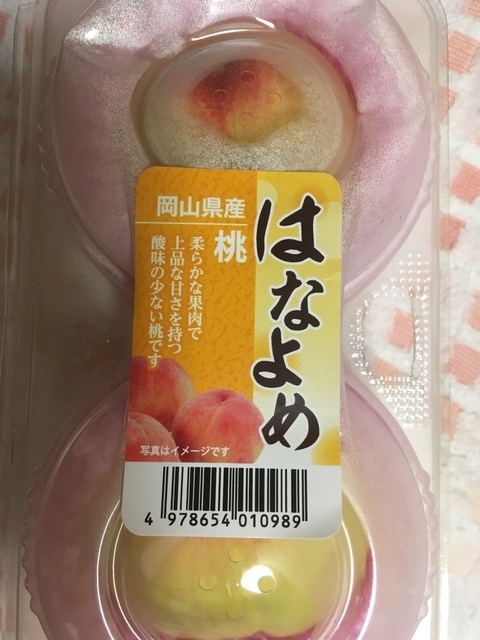 岡山県産
桃
はなよめ
柔らかな果肉で
上品な甘さを持つ
酸味の少ない桃です
写真はイメージです
4 978654 010989